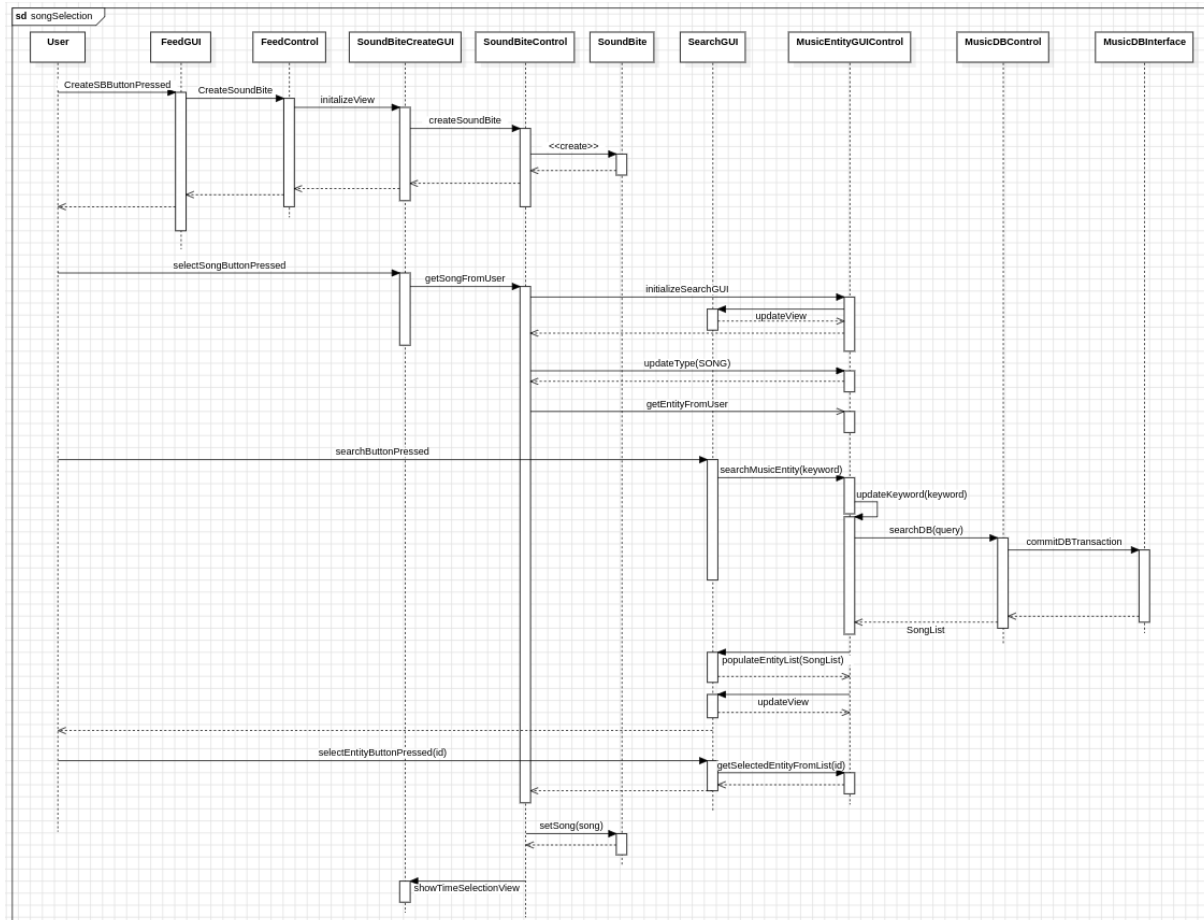 sd songSelection
User
FeedGUI
FeedControl
SoundBiteCreateGUI
SoundBiteControl
SoundBite
SearchGUI
MusicEntityGUIControl
MusicDBControl
MusicDBInterface
CreateSBButtonPressed
CreateSoundBite
initalizeView
createSoundBite
<<create>>
selectSongButtonPressed
getSongFromUser
initializeSearchGUI
updateView
updateType(SONG)
getEntityFromUser
searchButtonPressed
searchMusicEntity(keyword)
updateKeyword(keyword)
searchDB(query)
commitDBTransaction
SongList
populateEntityList(SongList)
updateView
selectEntityButtonPressed(id)
getSelectedEntityFromList(id)
setSong(song)
showTimeSelectionView